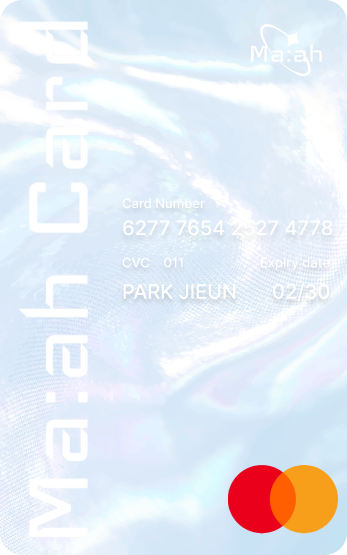 Ma:ah Card
Ma:ah
Card Number
6277 7654 2527 4778
CVC 011 Expiry date
PARK JIEUN 02/30